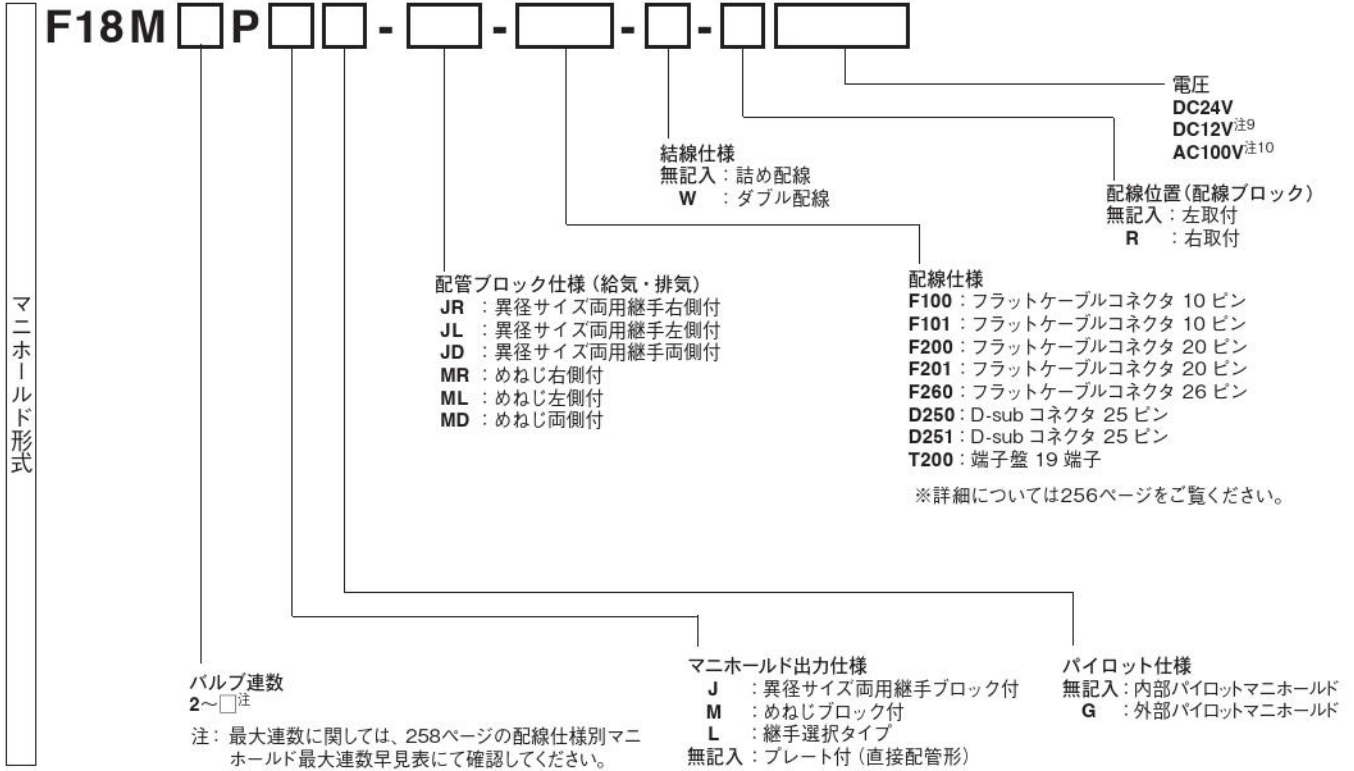 マニホールド形式
F18M□P□□-□-□-□-□□
電圧
DC24V
DC12V注9
AC100V注10
結線仕様
無記入：詰め配線
W：ダブル配線
配線位置（配線ブロック）
無記入：左取付
R：右取付
配管ブロック仕様（給気・排気）
JR：異径サイズ両用継手右側付
JL：異径サイズ両用継手左側付
JD：異径サイズ両用継手両側付
MR：めねじ右側付
ML：めねじ左側付
MD：めねじ両側付
配線仕様
F100：フラットケーブルコネクタ 10 ピン
F101：フラットケーブルコネクタ 10 ピン
F200：フラットケーブルコネクタ 20 ピン
F201：フラットケーブルコネクタ 20 ピン
F260：フラットケーブルコネクタ 26 ピン
D250：D-sub コネクタ 25 ピン
D251：D-sub コネクタ 25 ピン
T200：端子盤 19 端子
※詳細については256ページをご覧ください。
バルブ連数
2～□注
注：最大連数に関しては、258ページの配線仕様別マニ
ホールド最大連数早見表にて確認してください。
マニホールド出力仕様
J：異径サイズ両用継手ブロック付
M：めねじブロック付
L：継手選択タイプ
無記入：プレート付（直接配管形）
パイロット仕様
無記入：内部パイロットマニホールド
G：外部パイロットマニホールド